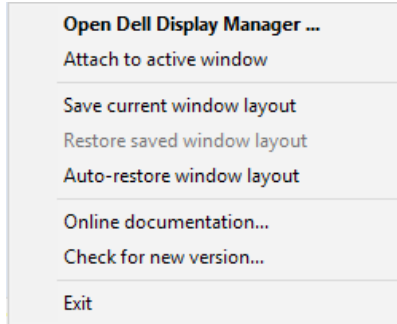 Open Dell Display Manager ...
Attach to active window
Save current window layout
Restore saved window layout
Auto-restore window layout
Online documentation...
Check for new version...
Exit